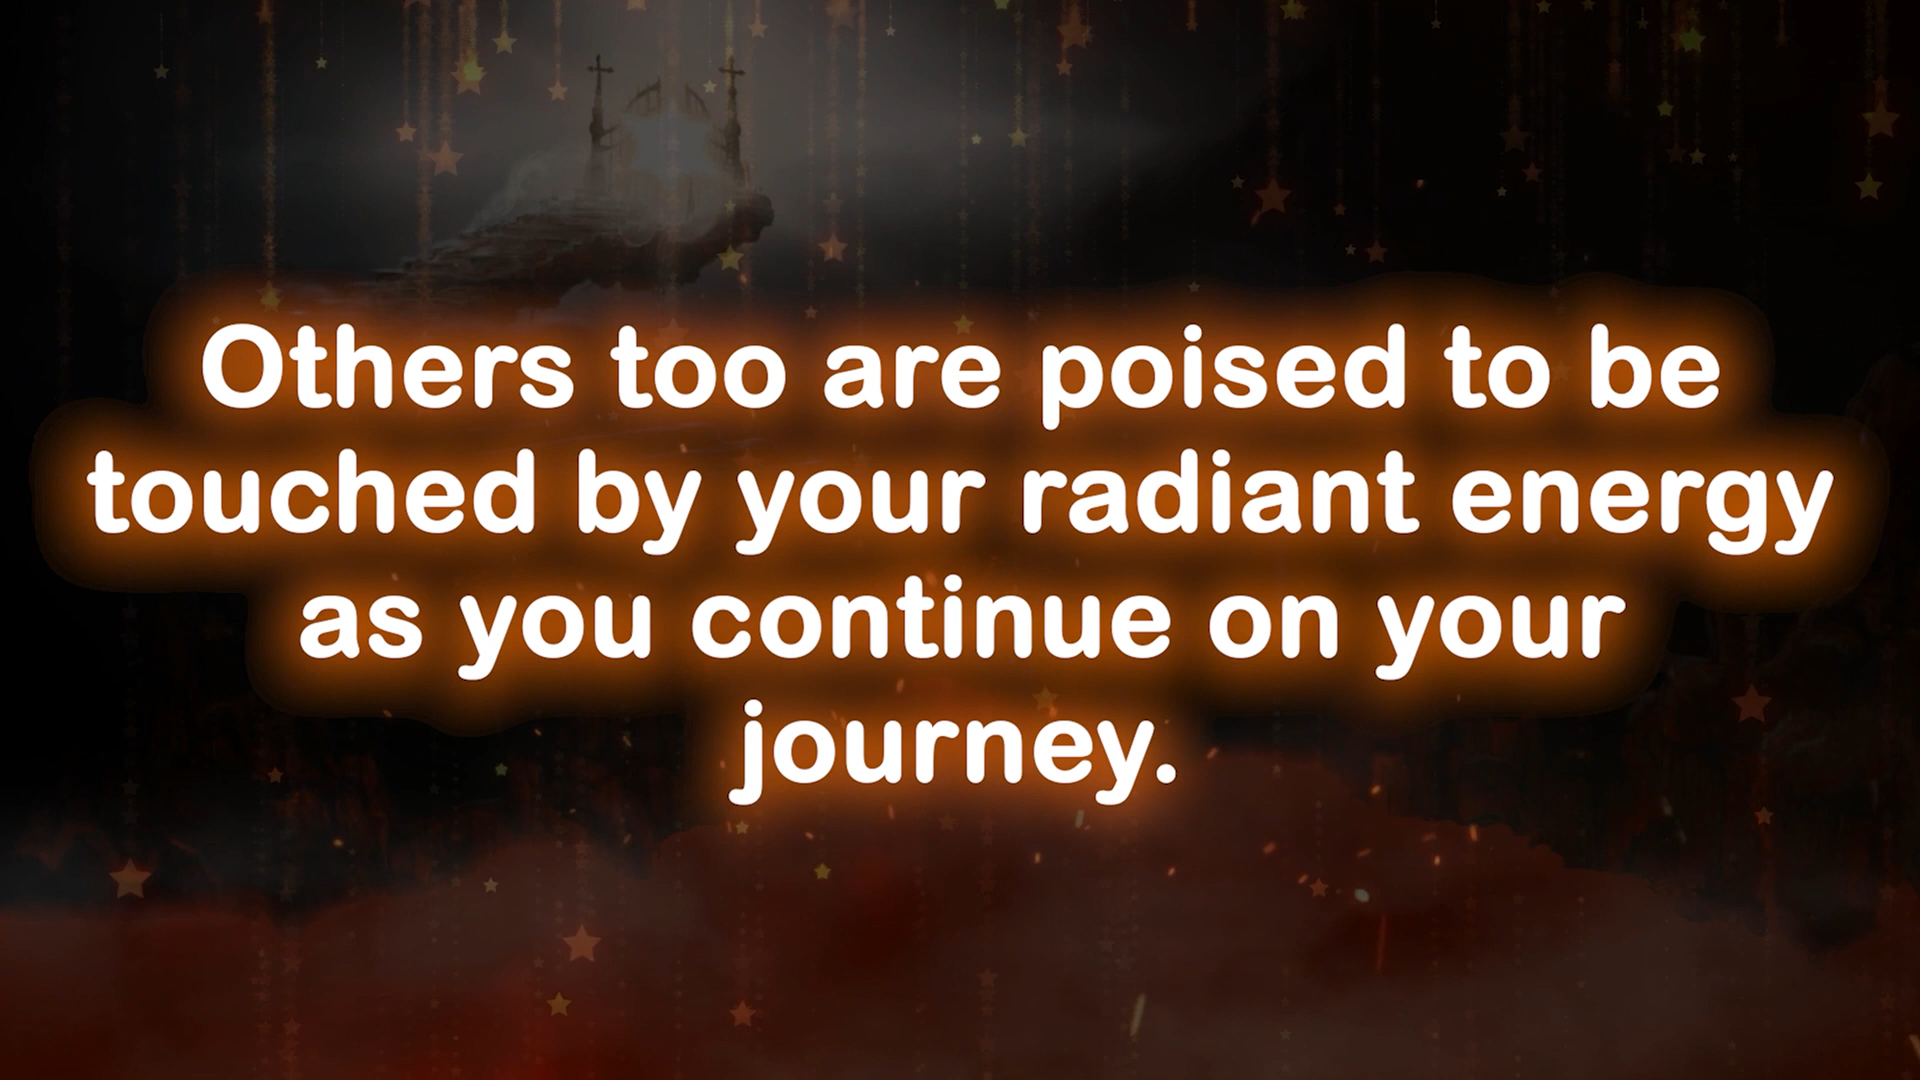 Others too are poised to be
touched by your radiant energy
as you continue on your
journey.